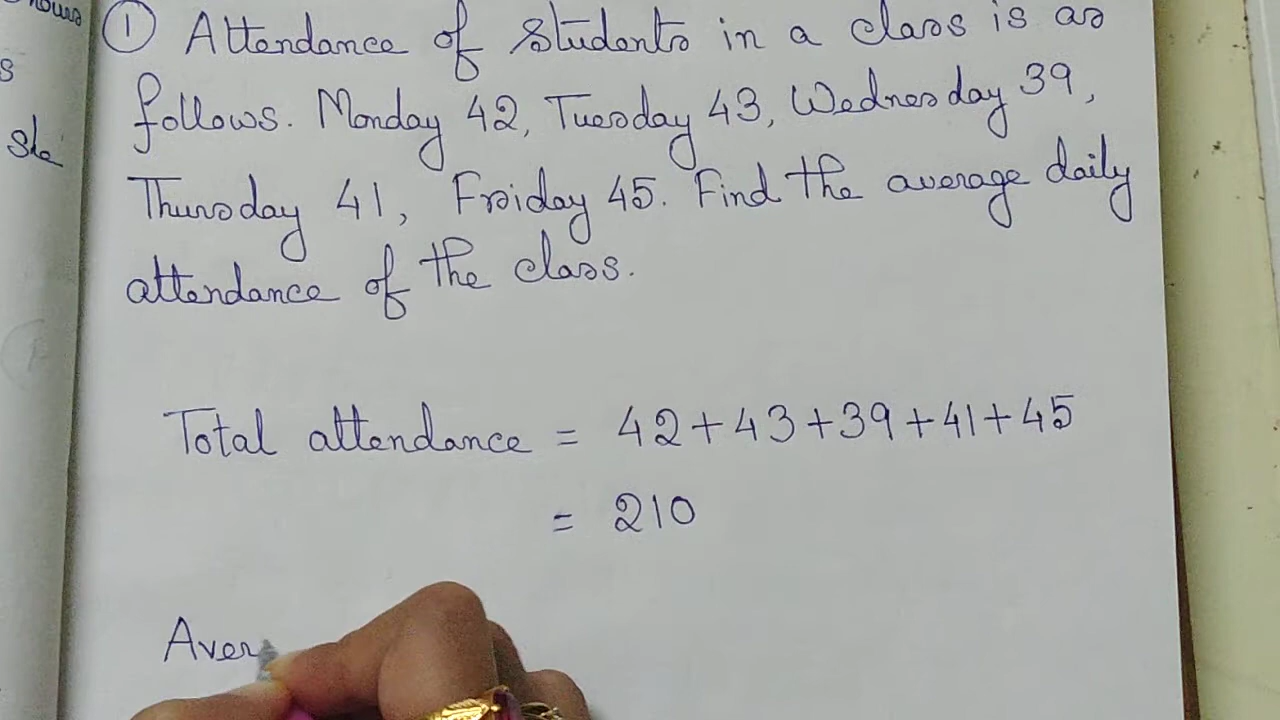 ① Attendance of students in a class is as
follows. Monday 42, Tuesday 43, Wednesday 39,
Thursday 41, Friday 45. Find the average daily
attendance of the class.
Total attendance = 42+43+39+41+45
= 210
Aver